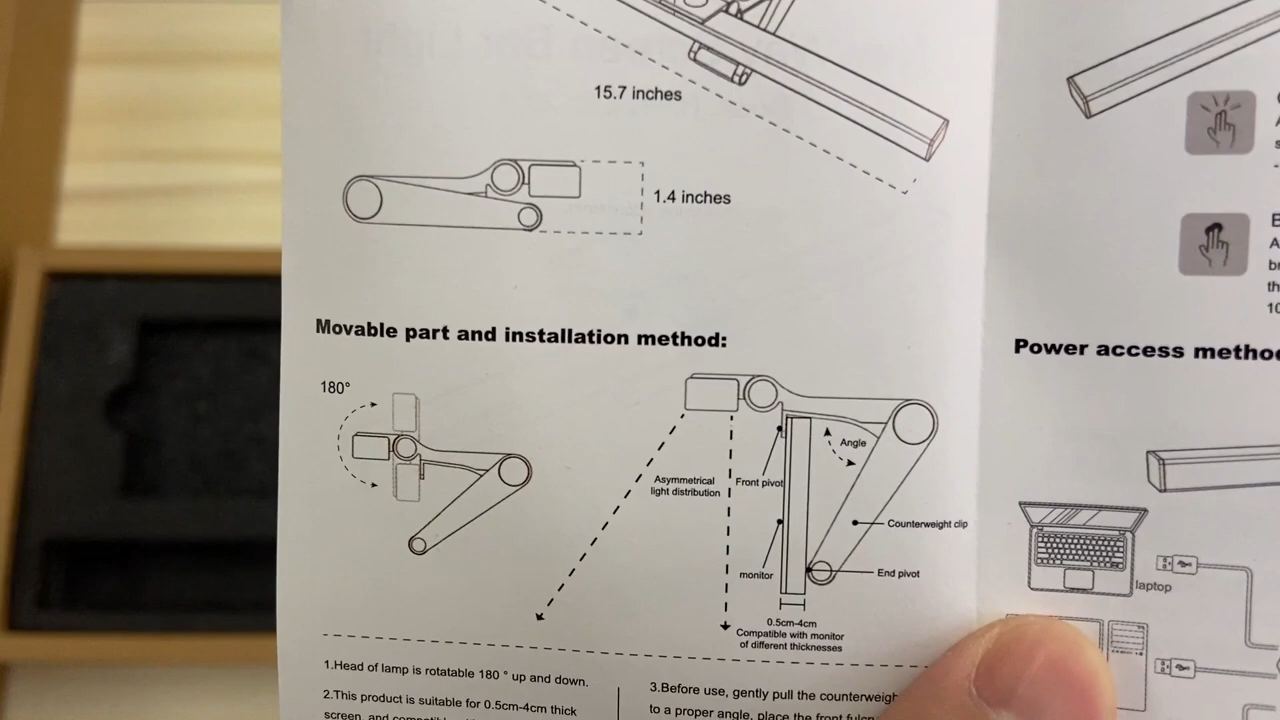 15.7 inches
1.4 inches
Movable part and installation method:
180°
Asymmetrical
light distribution
Front pivot
Angle
Counterweight clip
monitor
End pivot
0.5cm-4cm
Compatible with monitor
of different thicknesses
1.Head of lamp is rotatable 180 ° up and down.
2.This product is suitable for 0.5cm-4cm thick
screen, and
3.Before use, gently pull the
to a proper angle, place the front
Power access
laptop